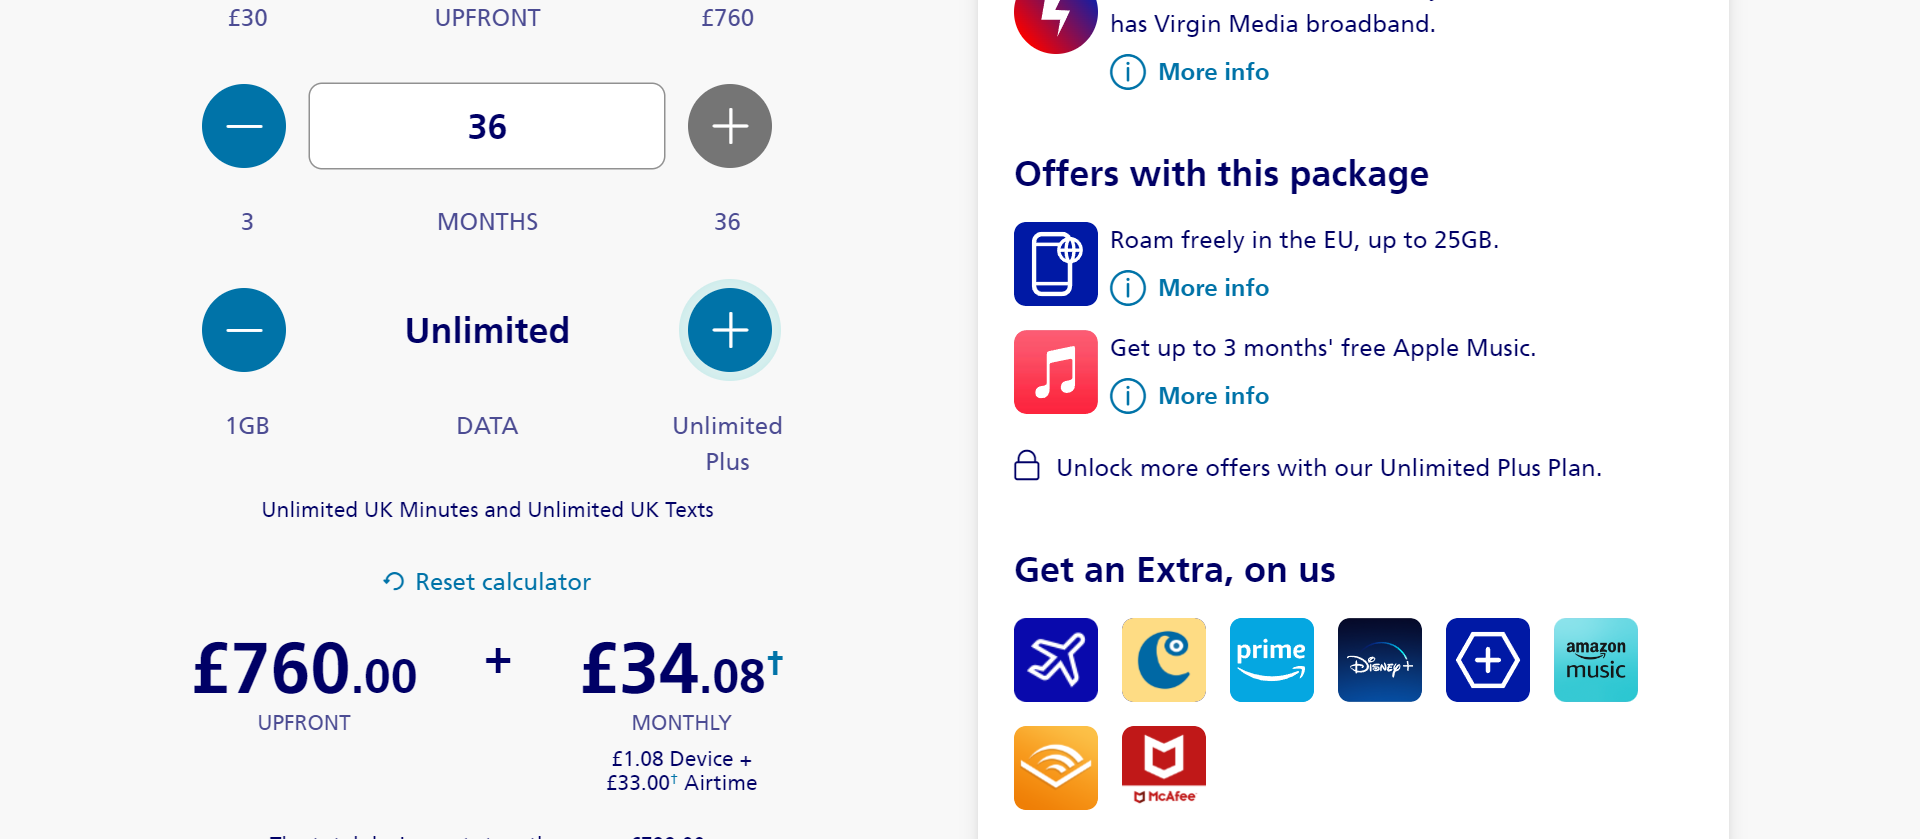 £30 UPFRONT £760
36
3 MONTHS 36
Unlimited
1GB DATA Unlimited Plus
Unlimited UK Minutes and Unlimited UK Texts
Reset calculator
£760.00 + £34.08†
UPFRONT MONTHLY
£1.08 Device +
£33.00† Airtime
has Virgin Media broadband.
More info
Offers with this package
Roam freely in the EU, up to 25GB.
More info
Get up to 3 months' free Apple Music.
More info
Unlock more offers with our Unlimited Plus Plan.
Get an Extra, on us
prime
Disney+
amazon music
McAfee